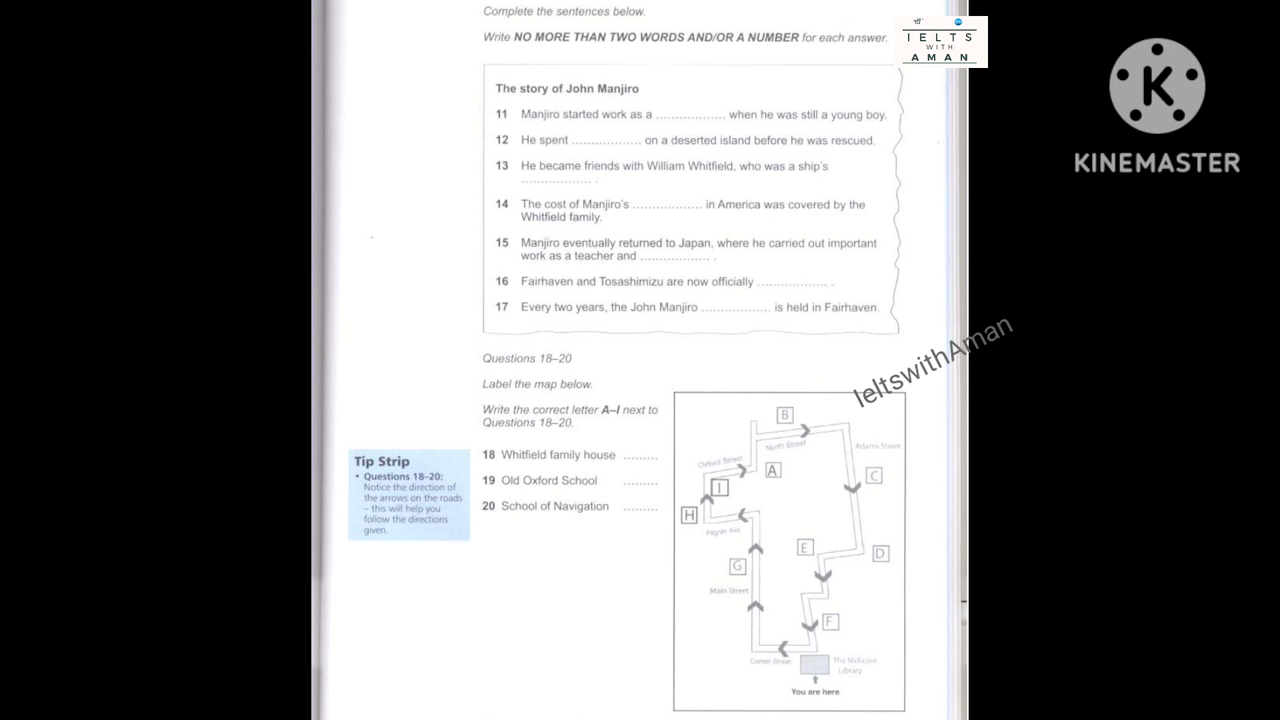 Complete the sentences below.
Write NO MORE THAN TWO WORDS AND/OR A NUMBER for each answer.
IELTS
WITH
AMAN
KINEMASTER
The story of John Manjiro
11 Manjiro started work as a .................. when he was still a young boy.
12 He spent .................. on a deserted island before he was rescued.
13 He became friends with William Whitfield, who was a ship's
.................. .
14 The cost of Manjiro's .................. in America was covered by the
Whitfield family.
15 Manjiro eventually returned to Japan, where he carried out important
work as a teacher and .................. .
16 Fairhaven and Tosashimizu are now officially .................. .
17 Every two years, the John Manjiro .................. is held in Fairhaven.
IeltswithAman
Questions 18–20
Label the map below.
Write the correct letter A–I next to
Questions 18–20.
18 Whitfield family house .........
19 Old Oxford School .........
20 School of Navigation .........
Tip Strip
• Questions 18–20:
Notice the direction of
the arrows on the roads
– this will help you
follow the directions
given.
B
North Street
Adams Street
Oxford Street
A
C
I
H
Paynes Ave
E
D
G
Main Street
F
Center Street
The Millicent
Library
You are here
K